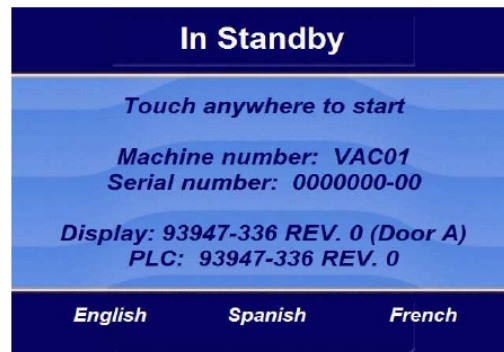 In Standby
Touch anywhere to start
Machine number: VAC01
Serial number: 0000000-00
Display: 93947-336 REV. 0 (Door A)
PLC: 93947-336 REV. 0
English Spanish French